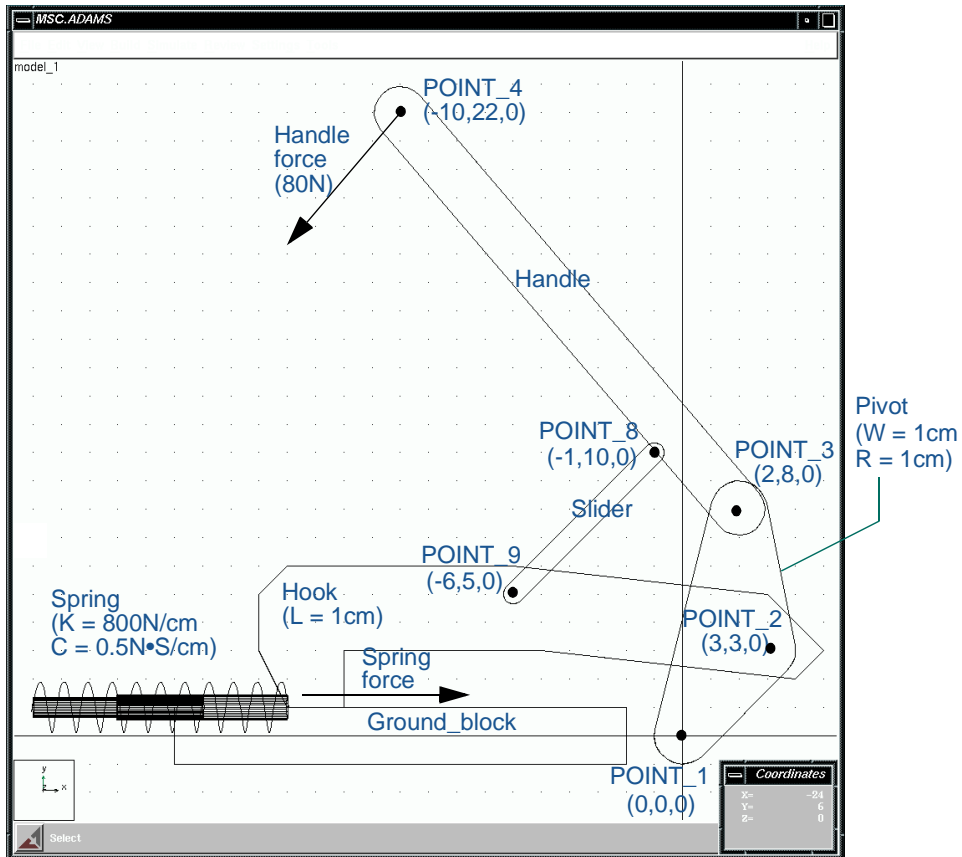 MSC.ADAMS
model_1
POINT_4
(-10,22,0)
Handle
force
(80N)
Handle
POINT_8
(-1,10,0)
POINT_3
(2,8,0)
Pivot
(W = 1cm
R = 1cm)
Slider
POINT_9
(-6,5,0)
Hook
(L = 1cm)
Spring
(K = 800N/cm
C = 0.5N•S/cm)
POINT_2
(3,3,0)
Spring
force
Ground_block
POINT_1
(0,0,0)
y
z x
Coordinates
X= -24
Y= 6
Z= 0
Select